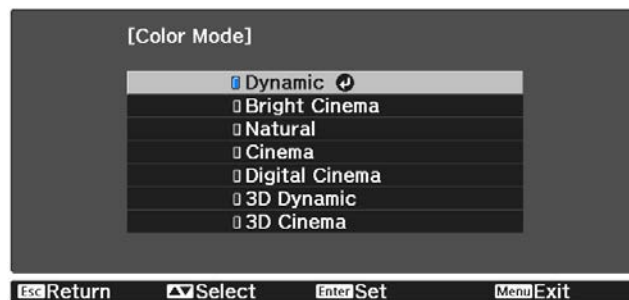 [Color Mode]
Dynamic
Bright Cinema
Natural
Cinema
Digital Cinema
3D Dynamic
3D Cinema
Esc Return Select Enter Set Menu Exit